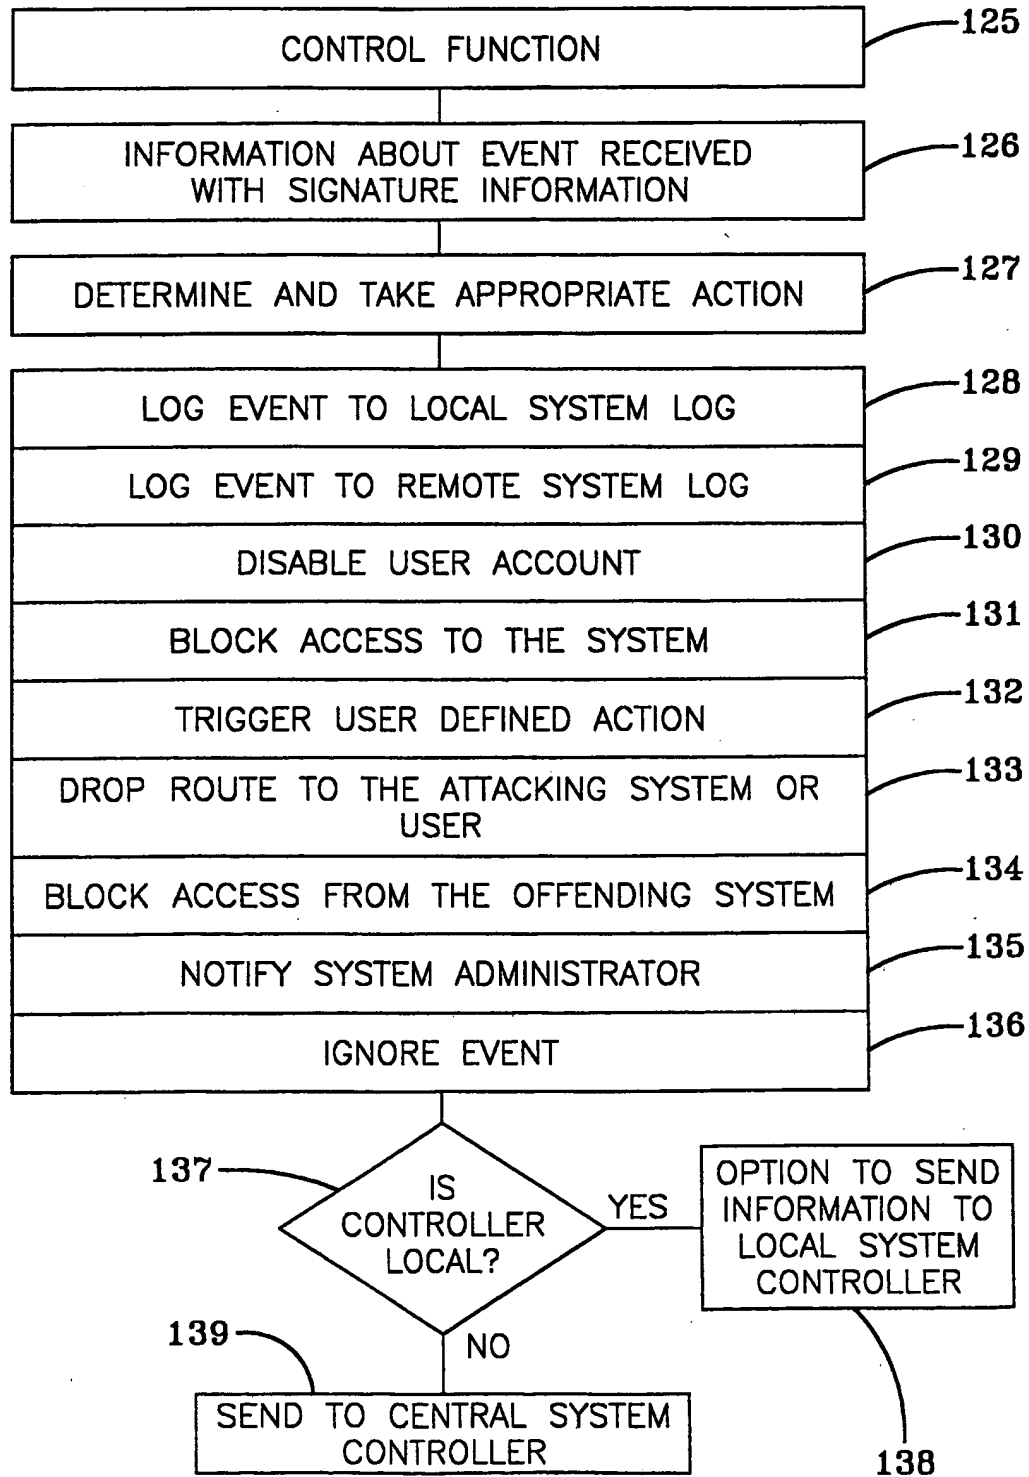 CONTROL FUNCTION
125
INFORMATION ABOUT EVENT RECEIVED
WITH SIGNATURE INFORMATION
126
DETERMINE AND TAKE APPROPRIATE ACTION
127
LOG EVENT TO LOCAL SYSTEM LOG
128
LOG EVENT TO REMOTE SYSTEM LOG
129
DISABLE USER ACCOUNT
130
BLOCK ACCESS TO THE SYSTEM
131
TRIGGER USER DEFINED ACTION
132
DROP ROUTE TO THE ATTACKING SYSTEM OR
USER
133
BLOCK ACCESS FROM THE OFFENDING SYSTEM
134
NOTIFY SYSTEM ADMINISTRATOR
135
IGNORE EVENT
136
137
IS
CONTROLLER
LOCAL?
YES
OPTION TO SEND
INFORMATION TO
LOCAL SYSTEM
CONTROLLER
138
NO
139
SEND TO CENTRAL SYSTEM
CONTROLLER